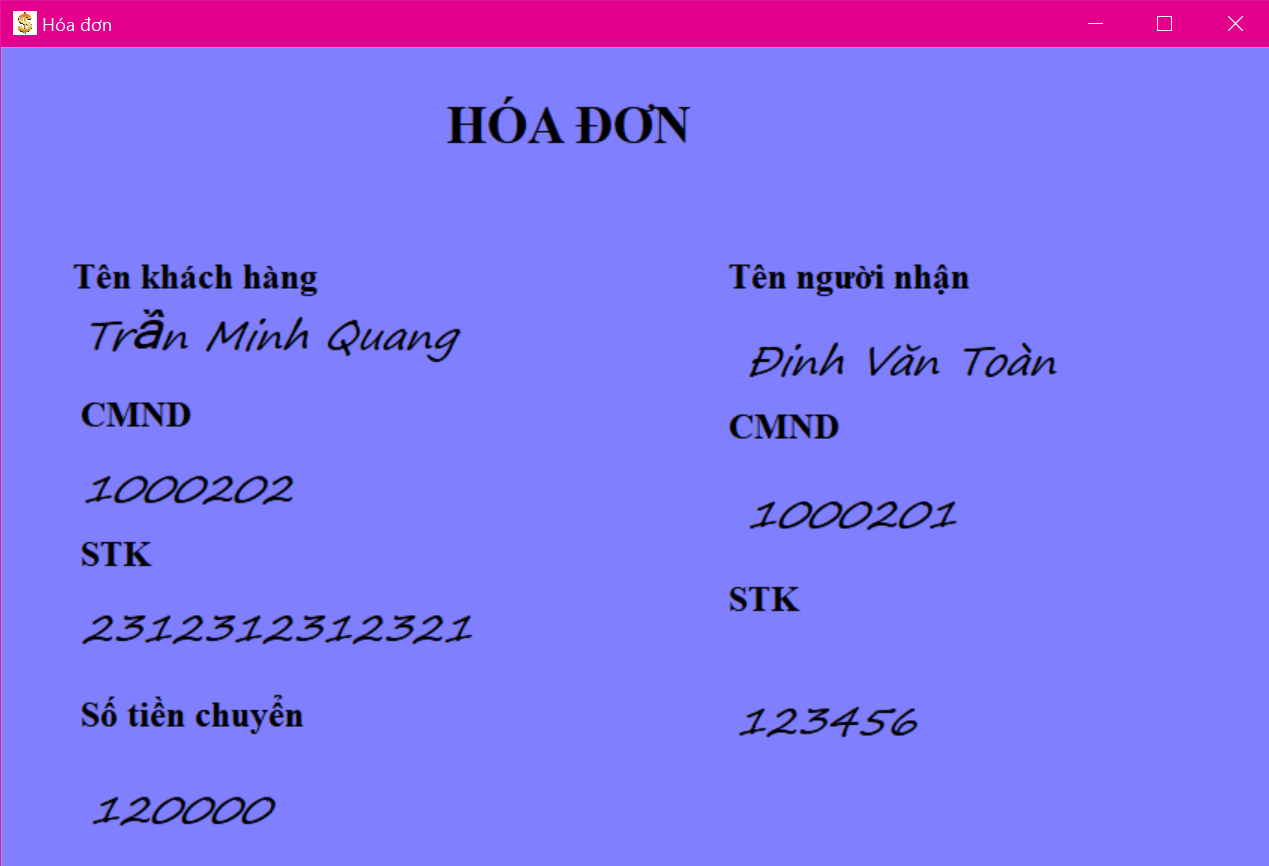 Hóa đơn
HÓA ĐƠN
Tên khách hàng
Trần Minh Quang
CMND
1000202
STK
2312312312321
Số tiền chuyển
120000
Tên người nhận
Đinh Văn Toàn
CMND
1000201
STK
123456